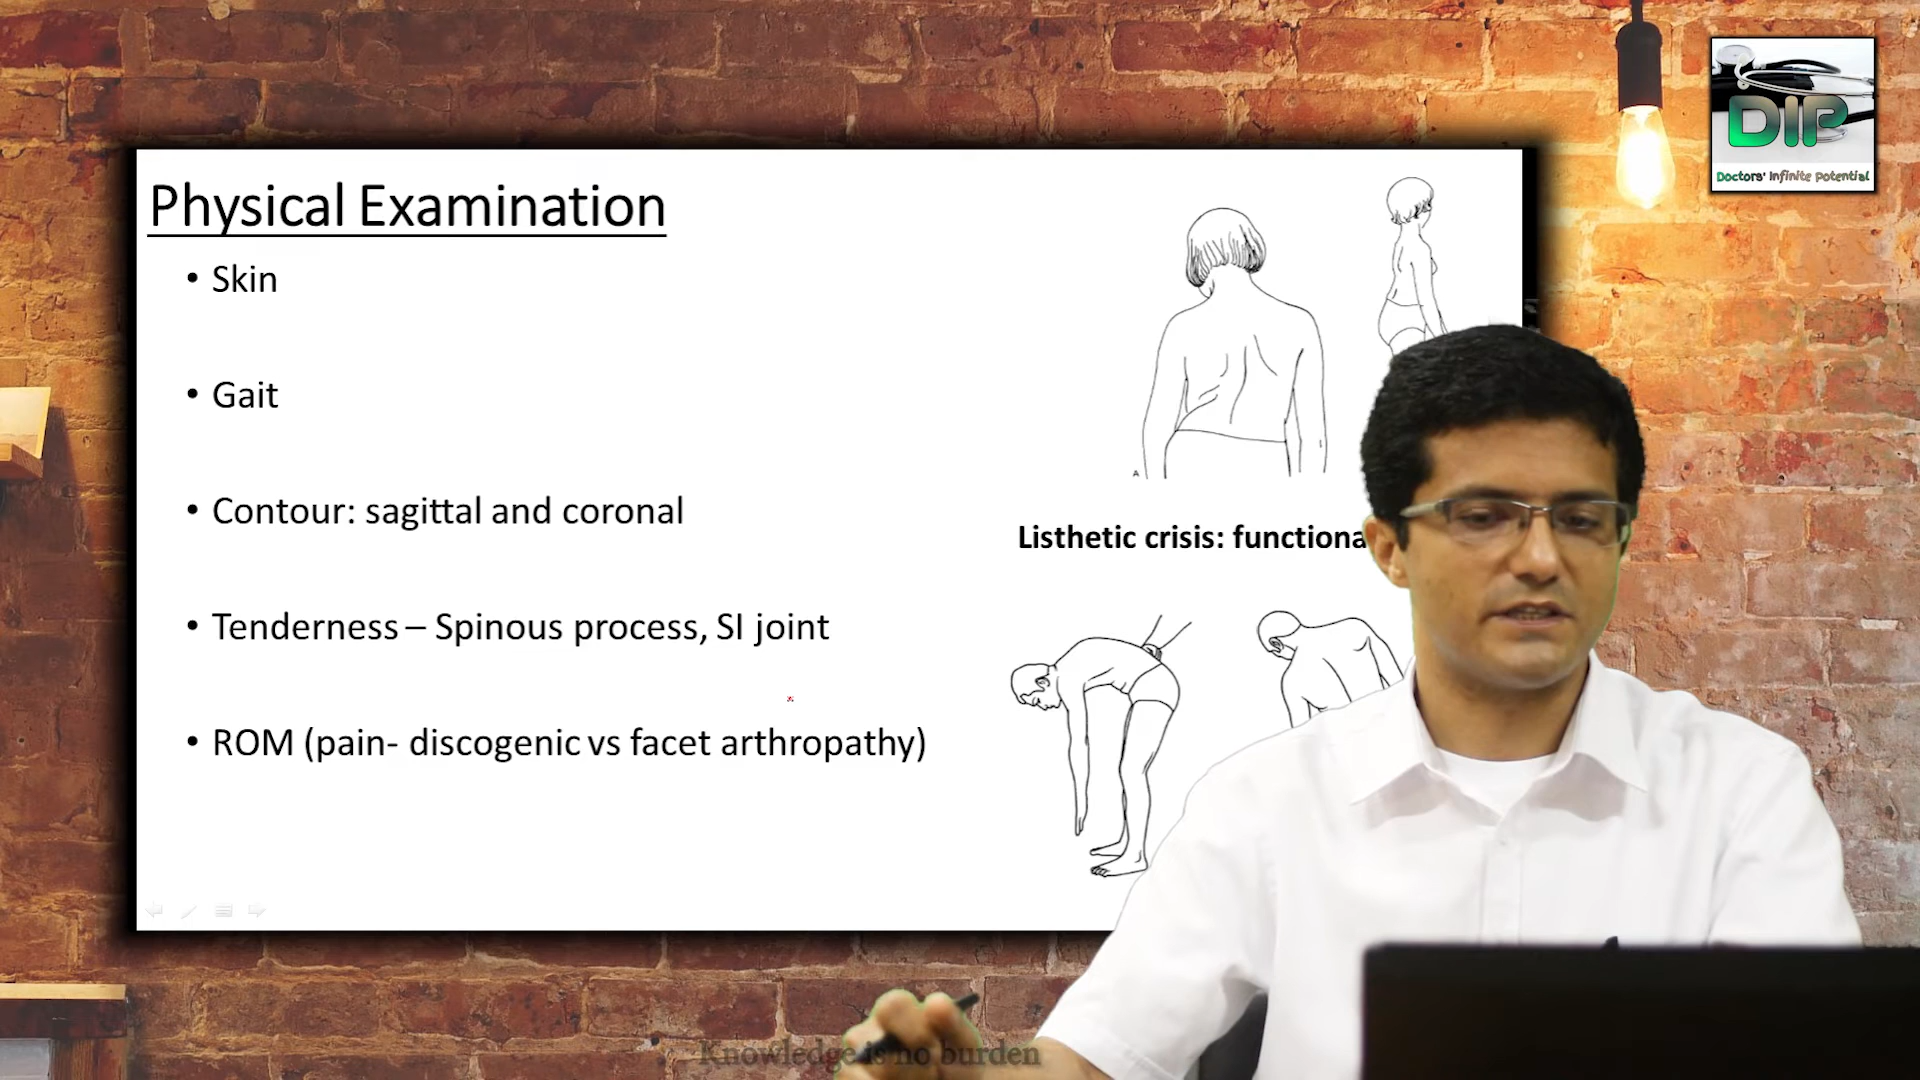 Physical Examination
• Skin
• Gait
• Contour: sagittal and coronal
• Tenderness – Spinous process, SI joint
• ROM (pain- discogenic vs facet arthropathy)
A
Listhetic crisis: functiona
DIP
Doctors' Infinite Potential
Knowledge is no burden